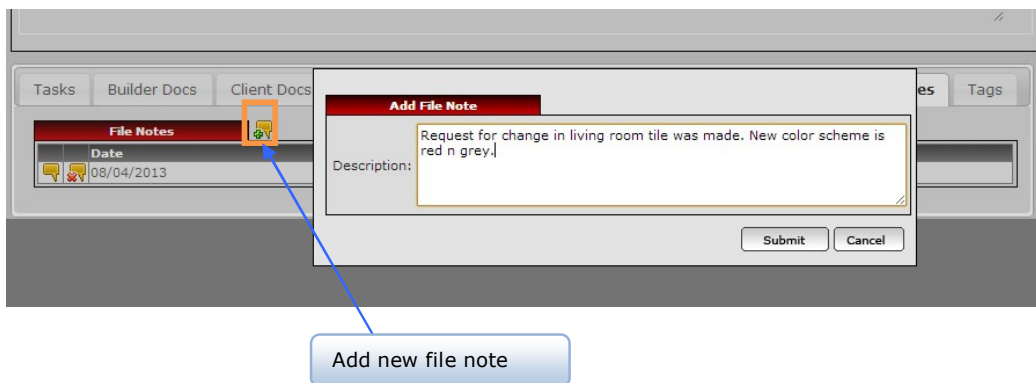 Tasks
Builder Docs
Client Docs
es
Tags
File Notes
Date
08/04/2013
Add File Note
Description:
Request for change in living room tile was made. New color scheme is
red n grey.
Submit
Cancel
Add new file note